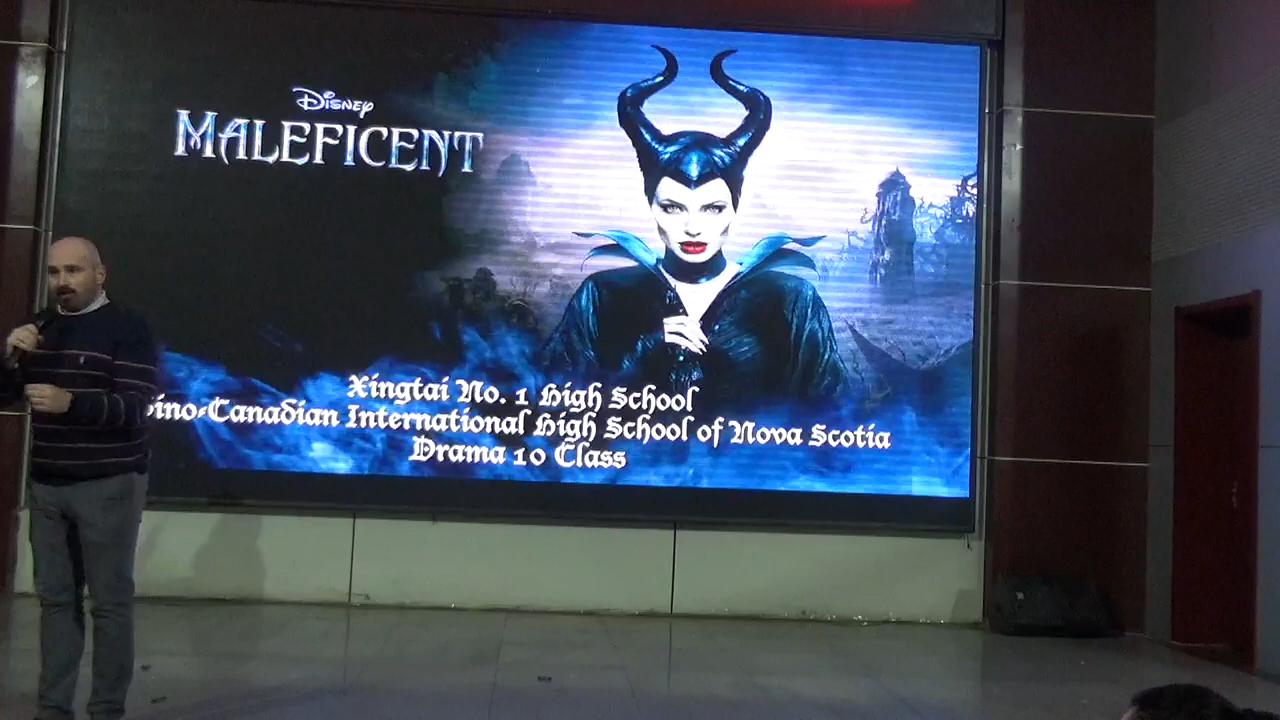 Disney
MALEFICENT
Xingtai No. 1 High School
Sino-Canadian International High School of Nova Scotia
Drama 10 Class